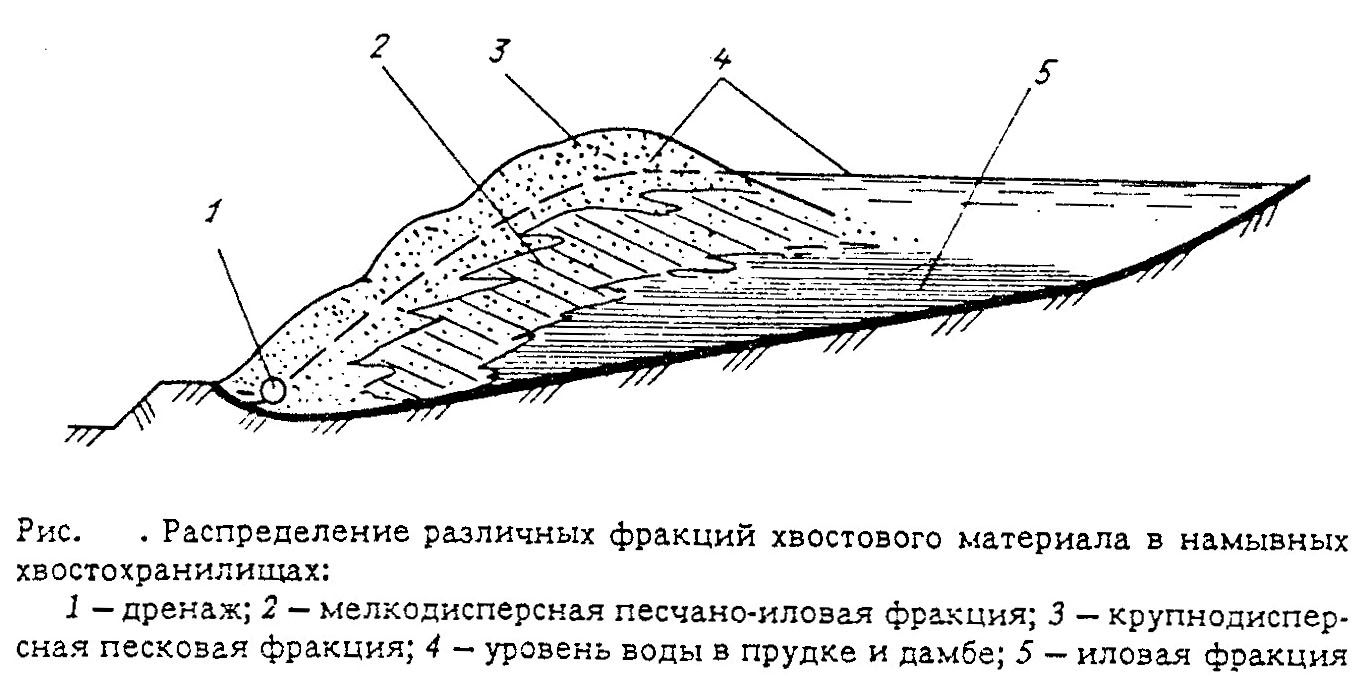 2
3
4
5
1
Рис. . Распределение различных фракций хвостового материала в намывных
хвостохранилищах:
1 — дренаж; 2 — мелкодисперсная песчано-иловая фракция; 3 — крупнодиспер-
сная песковая фракция; 4 — уровень воды в прудке и дамбе; 5 — иловая фракция